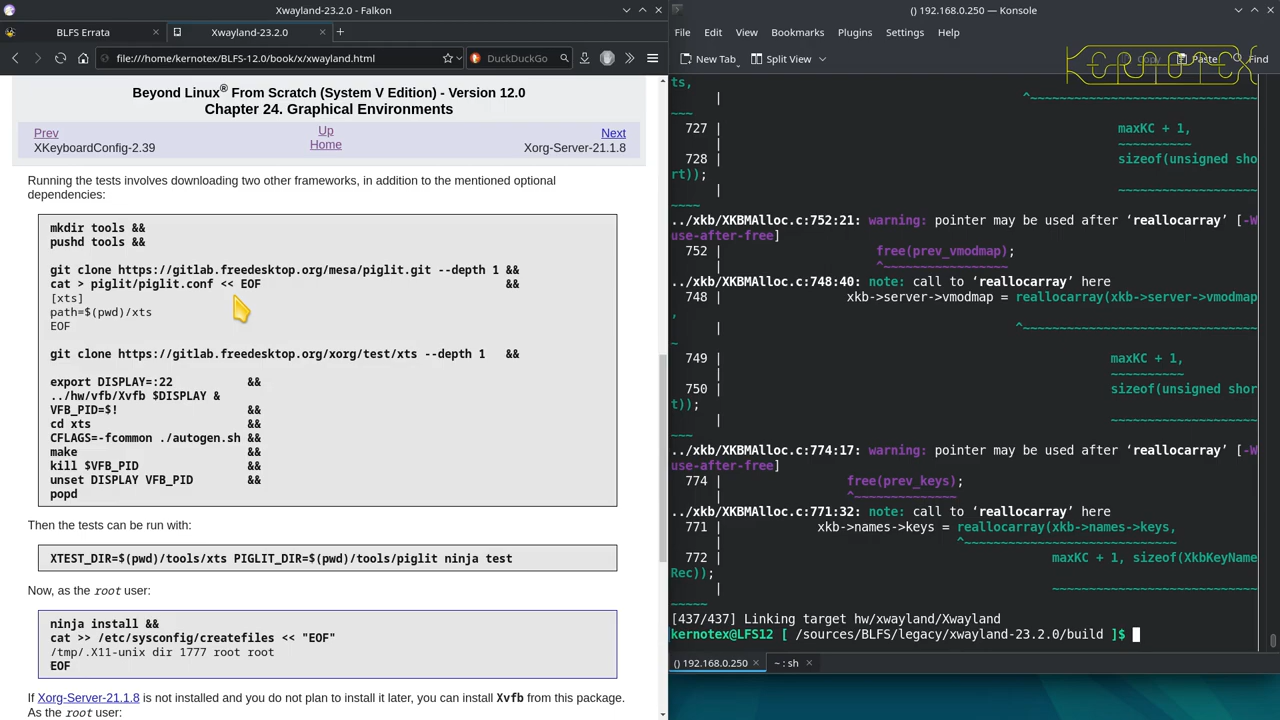 Xwayland-23.2.0 - Falkon
BLFS Errata
Xwayland-23.2.0
file:///home/kernotex/BLFS-12.0/book/x/xwayland.html
DuckDuckGo
Beyond Linux® From Scratch (System V Edition) - Version 12.0
Chapter 24. Graphical Environments
Prev
Up
Next
XKeyboardConfig-2.39
Home
Xorg-Server-21.1.8
Running the tests involves downloading two other frameworks, in addition to the mentioned optional
dependencies:
mkdir tools &&
pushd tools &&
git clone https://gitlab.freedesktop.org/mesa/piglit.git --depth 1 &&
cat > piglit/piglit.conf << EOF &&
[xts]
path=$(pwd)/xts
EOF
git clone https://gitlab.freedesktop.org/xorg/test/xts --depth 1 &&
export DISPLAY=:22 &&
../hw/vfb/Xvfb $DISPLAY &
VFB_PID=$! &&
cd xts &&
CFLAGS=-fcommon ./autogen.sh &&
make &&
kill $VFB_PID &&
unset DISPLAY VFB_PID &&
popd
Then the tests can be run with:
XTEST_DIR=$(pwd)/tools/xts PIGLIT_DIR=$(pwd)/tools/piglit ninja test
Now, as the root user:
ninja install &&
cat >> /etc/sysconfig/createfiles << "EOF"
/tmp/.X11-unix dir 1777 root root
EOF
If Xorg-Server-21.1.8 is not installed and you do not plan to install it later, you can install Xvfb from this package.
As the root user:
() 192.168.0.250 — Konsole
File Edit View Bookmarks Plugins Settings Help
New Tab
Split View
Copy
Paste
Find
KernoteX
ts,
| ^~~~~~~~~~~~~~~~~~~~~~~~~~~~~~~~
~~~
727 | maxKC + 1,
| ~~~~~~~~~~
728 | sizeof(unsigned sho
rt));
| ~~~~~~~~~~~~~~~~~~~
~~~~
../xkb/XKBMAlloc.c:752:21: warning: pointer may be used after ‘reallocarray’ [-W
use-after-free]
752 | free(prev_vmodmap);
| ^~~~~~~~~~~~~~~~~~
../xkb/XKBMAlloc.c:748:40: note: call to ‘reallocarray’ here
748 | xkb->server->vmodmap = reallocarray(xkb->server->vmodmap
,
| ^~~~~~~~~~~~~~~~~~~~~~~~~~~~~~~~~
~
749 | maxKC + 1,
| ~~~~~~~~~~
750 | sizeof(unsigned shor
t));
| ~~~~~~~~~~~~~~~~~~~~
~~~
../xkb/XKBMAlloc.c:774:17: warning: pointer may be used after ‘reallocarray’ [-W
use-after-free]
774 | free(prev_keys);
| ^~~~~~~~~~~~~~~
../xkb/XKBMAlloc.c:771:32: note: call to ‘reallocarray’ here
771 | xkb->names->keys = reallocarray(xkb->names->keys,
| ^~~~~~~~~~~~~~~~~~~~~~~~~~~~~~
772 | maxKC + 1, sizeof(XkbKeyName
Rec));
| ~~~~~~~~~~~~~~~~~~~~~~~~~~~~
~~~~~
[437/437] Linking target hw/xwayland/Xwayland
kernotex@LFS12 [ /sources/BLFS/legacy/xwayland-23.2.0/build ]$
() 192.168.0.250
~ : sh